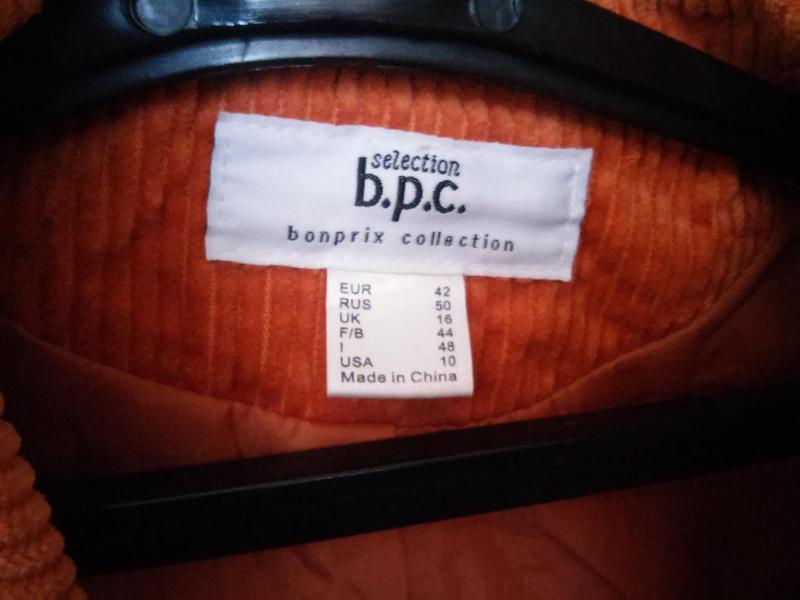 selection
b.p.c.
bonprix collection
EUR 42
RUS 50
UK 16
F/B 44
I 48
USA 10
Made in China